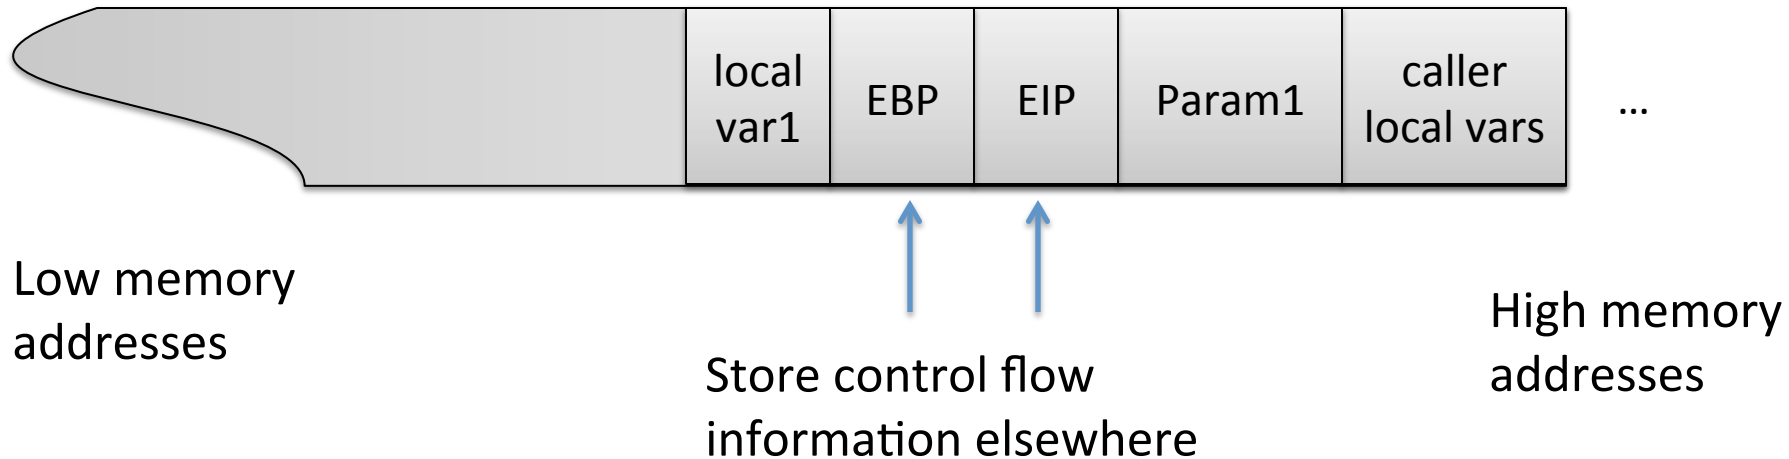 local
var1
EBP
EIP
Param1
caller
local vars
...
Low memory
addresses
High memory
addresses
Store control flow
information elsewhere